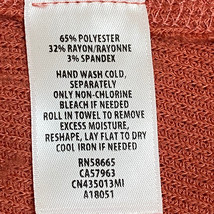 65% POLYESTER
32% RAYON/RAYONNE
3% SPANDEX
HAND WASH COLD,
SEPARATELY
ONLY NON-CHLORINE
BLEACH IF NEEDED
ROLL IN TOWEL TO REMOVE
EXCESS MOISTURE,
RESHAPE, LAY FLAT TO DRY
COOL IRON IF NEEDED
RN58665
CA57963
CN435013MI
A18051